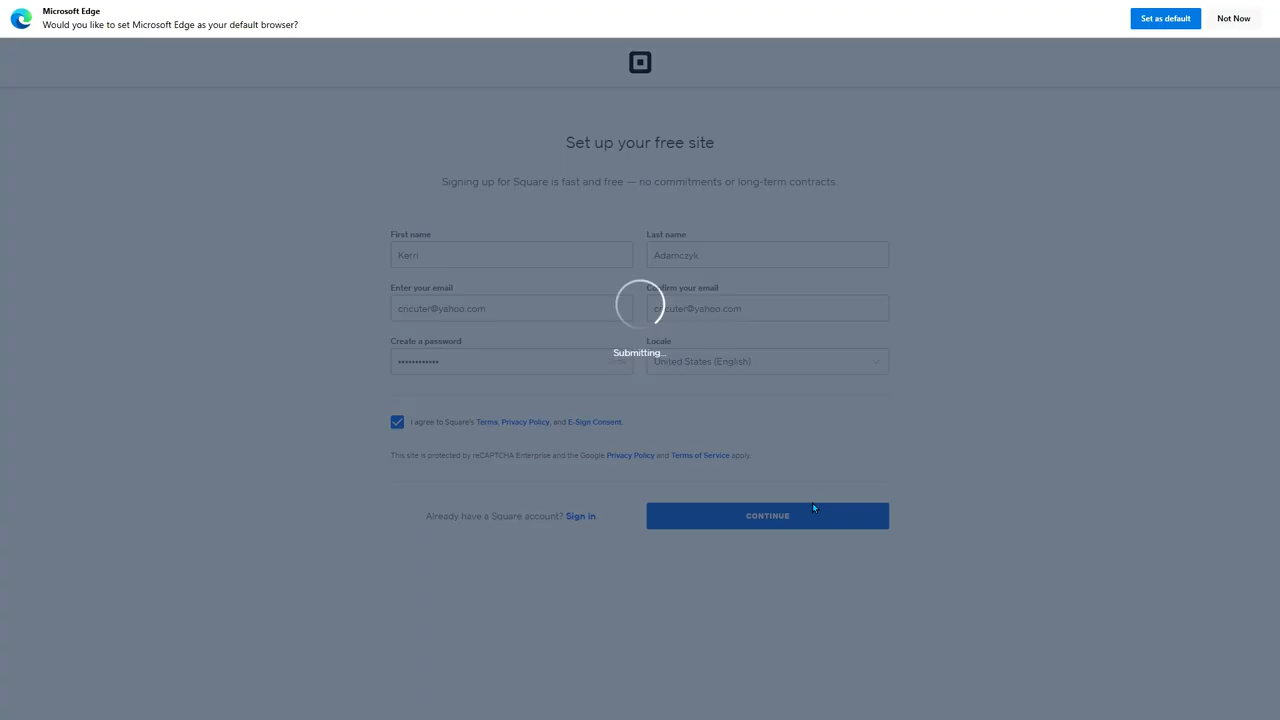 Microsoft Edge
Would you like to set Microsoft Edge as your default browser?
Set as default
Not Now
Set up your free site
Signing up for Square is fast and free — no commitments or long-term contracts.
First name
Last name
Kerri
Adamczyk
Enter your email
Confirm your email
cricuter@yahoo.com
cricuter@yahoo.com
Create a password
Locale
••••••••••••
United States (English)
Submitting...
I agree to Square's Terms, Privacy Policy, and E-Sign Consent.
This site is protected by reCAPTCHA Enterprise and the Google Privacy Policy and Terms of Service apply.
Already have a Square account? Sign in.
CONTINUE